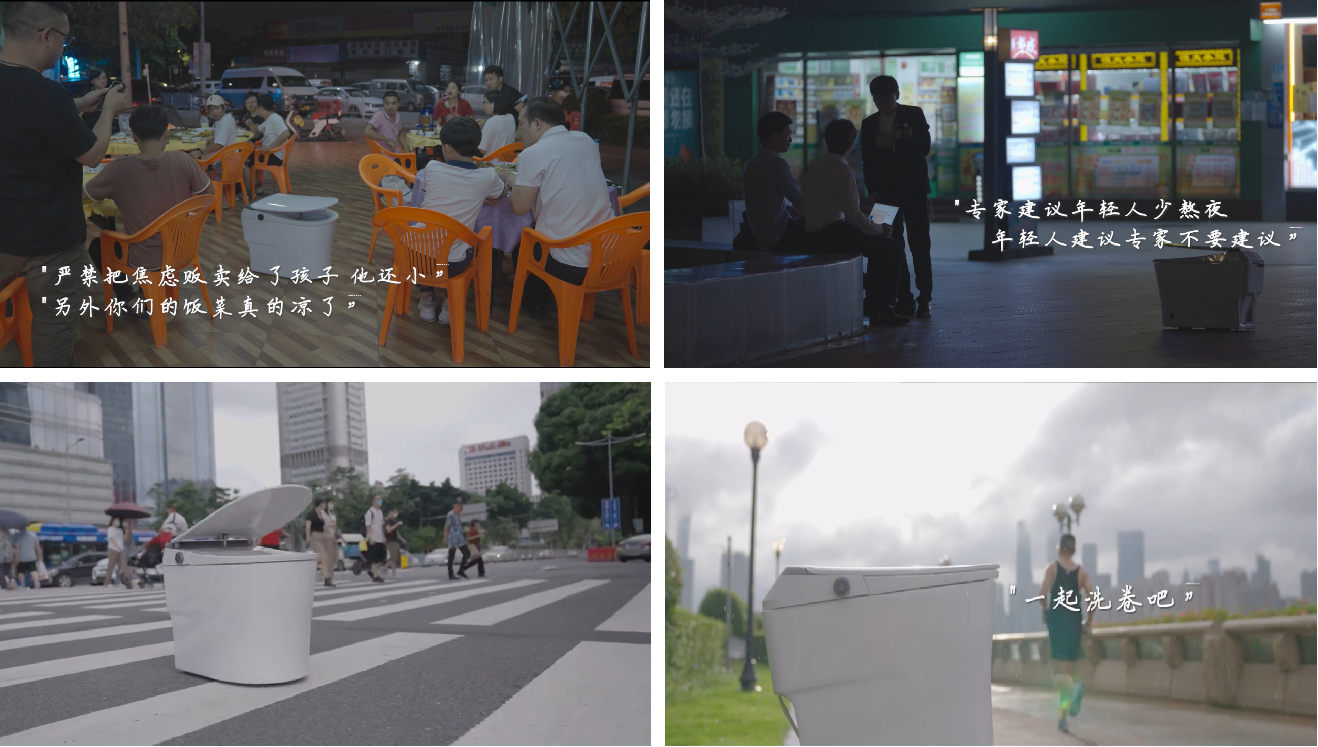 "严禁把焦虑贩卖给了孩子 他还小"
"另外你们的饭菜真的凉了"
"专家建议年轻人少熬夜
年轻人建议专家不要建议"
"一起洗卷吧"